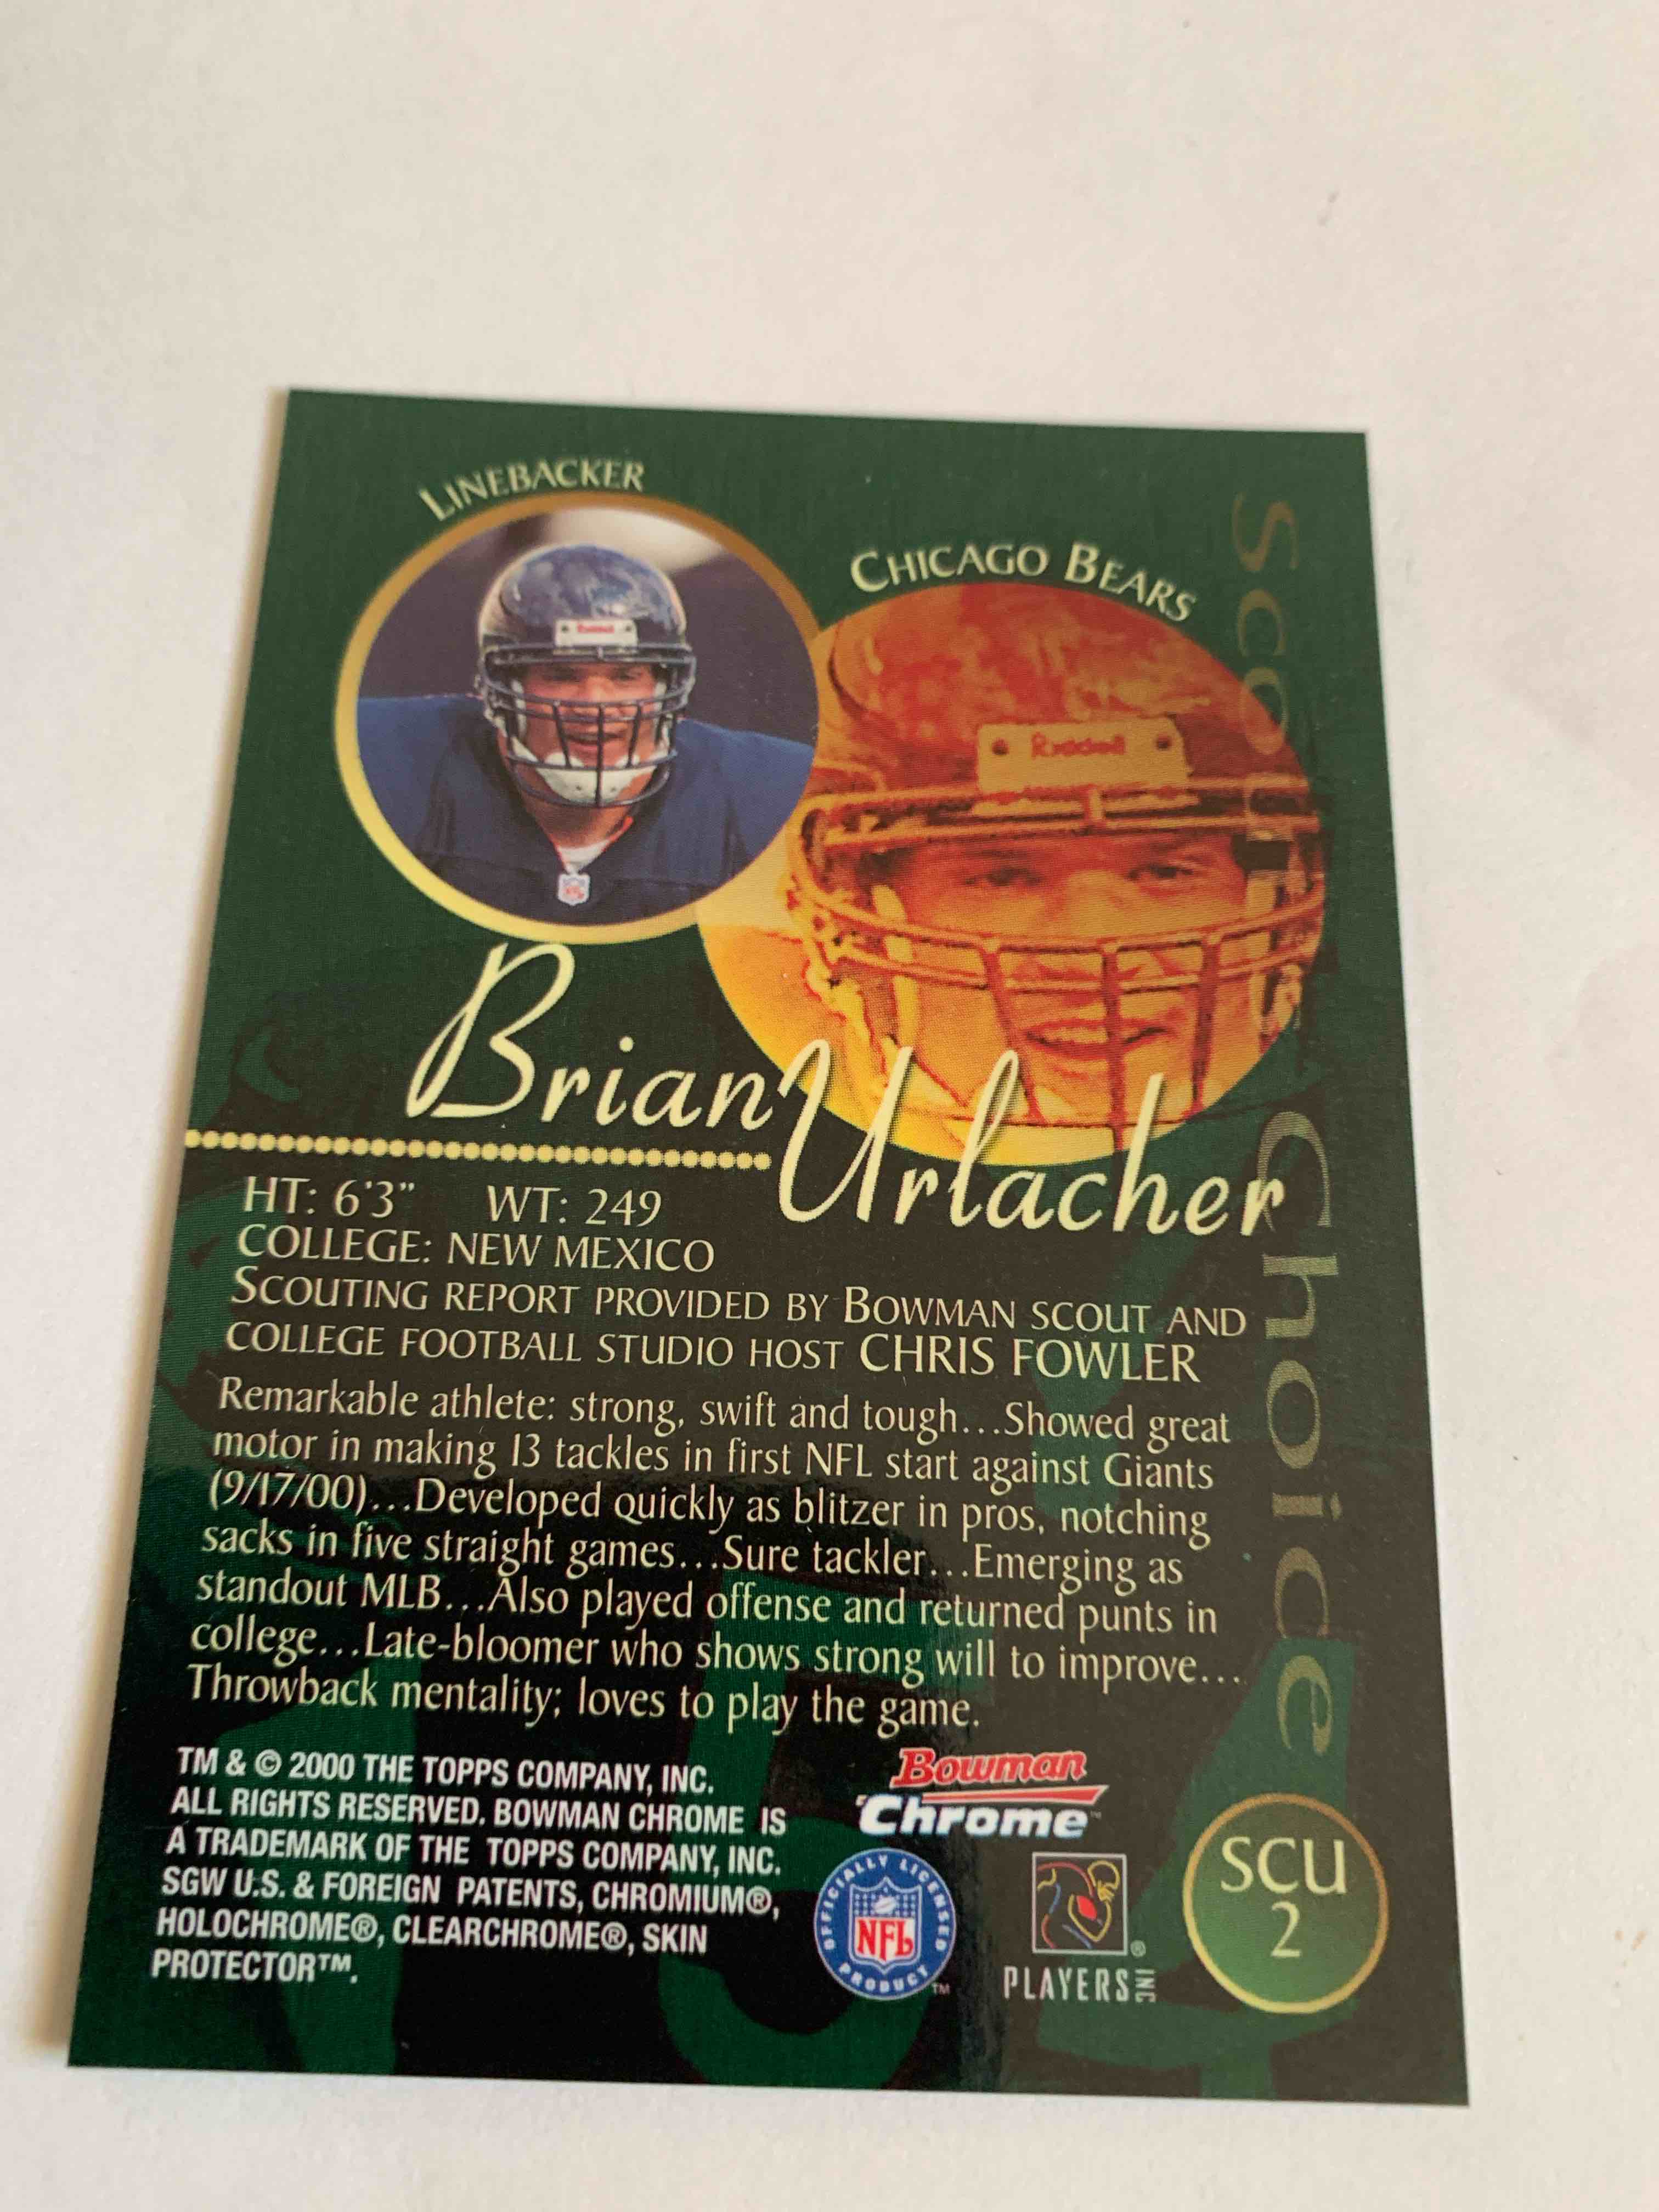 LINEBACKER
CHICAGO BEARS
Riddell
Riddell
Scout Choice
Brian
Urlacher
HT: 6'3" WT: 249
COLLEGE: NEW MEXICO
SCOUTING REPORT PROVIDED BY BOWMAN SCOUT AND
COLLEGE FOOTBALL STUDIO HOST CHRIS FOWLER
Remarkable athlete: strong, swift and tough...Showed great
motor in making 13 tackles in first NFL start against Giants
(9/17/00)...Developed quickly as blitzer in pros, notching
sacks in five straight games...Sure tackler...Emerging as
standout MLB...Also played offense and returned punts in
college...Late-bloomer who shows strong will to improve...
Throwback mentality; loves to play the game.
TM & © 2000 THE TOPPS COMPANY, INC.
ALL RIGHTS RESERVED. BOWMAN CHROME IS
A TRADEMARK OF THE TOPPS COMPANY, INC.
SGW U.S. & FOREIGN PATENTS, CHROMIUM®,
HOLOCHROME®, CLEARCHROME®, SKIN
PROTECTOR™.
Bowman
Chrome™
OFFICIALLY LICENSED
NFL
PRODUCT
™
®
PLAYERS INC
SCU
2